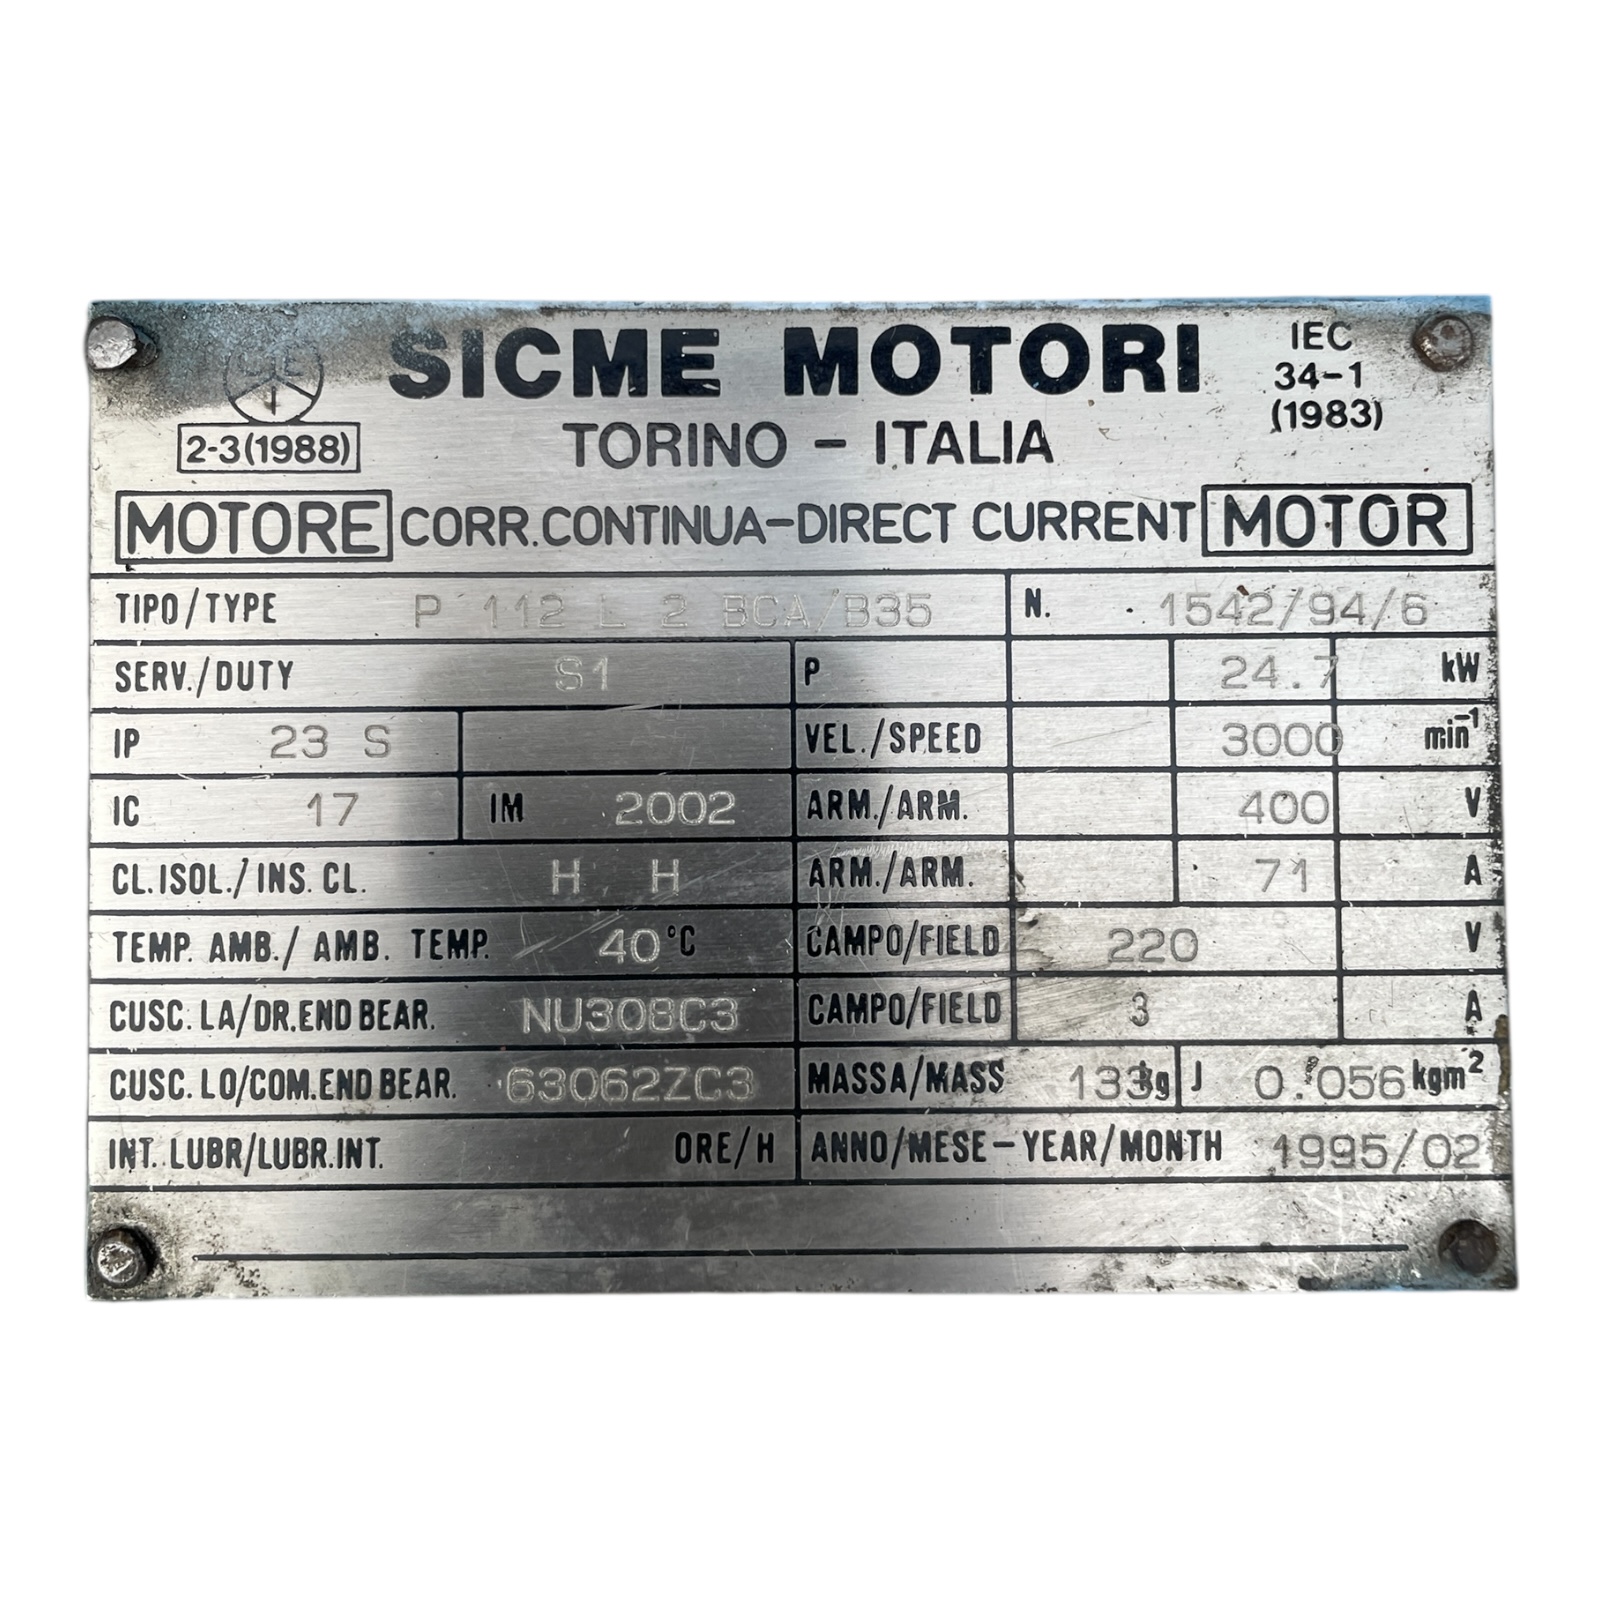 SICME MOTORI
IEC
34-1
(1983)
2-3(1988)
TORINO - ITALIA
MOTORE CORR.CONTINUA-DIRECT CURRENT MOTOR
TIPO/TYPE P 112 L 2 BCA/B35 N. 1542/94/6
SERV./DUTY S1 P 24.7 kW
IP 23 S VEL./SPEED 3000 min⁻¹
IC 17 IM 2002 ARM./ARM. 400 V
CL.ISOL./INS. CL. H H ARM./ARM. 71 A
TEMP. AMB./ AMB. TEMP. 40 °C CAMPO/FIELD 220 V
CUSC. LA/DR.END BEAR. NU308C3 CAMPO/FIELD 3 A
CUSC. LO/COM.END BEAR. 63062ZC3 MASSA/MASS 133 kg J 0.056 kgm²
INT. LUBR/LUBR.INT. ORE/H ANNO/MESE-YEAR/MONTH 1995/02